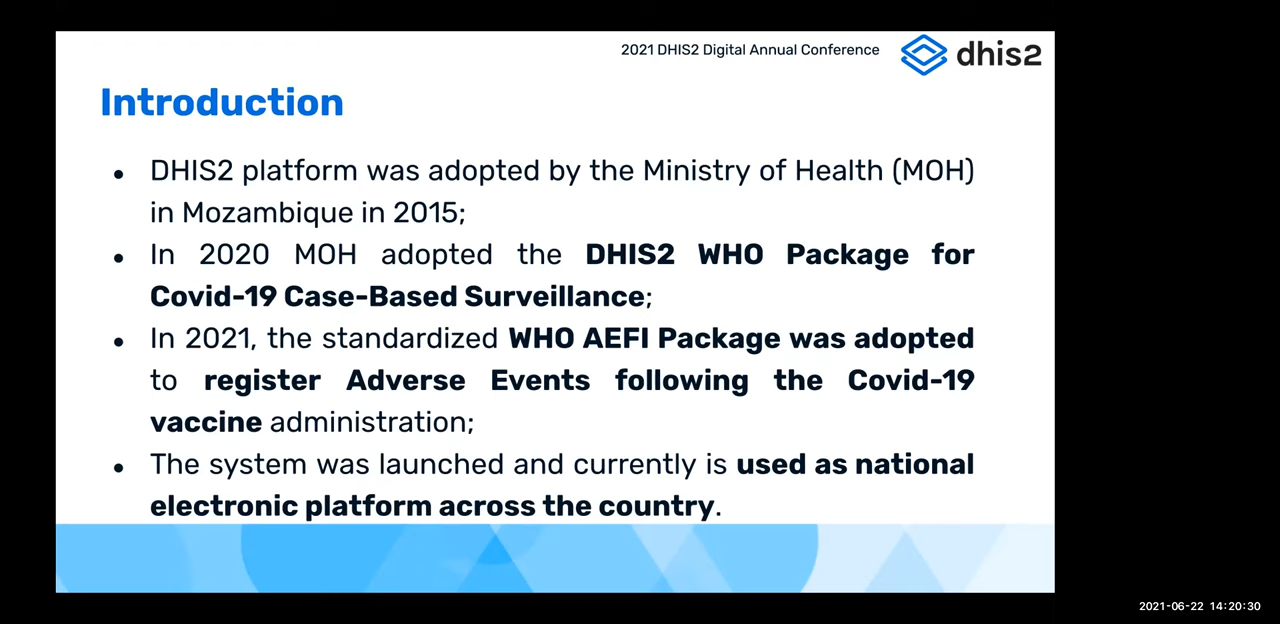 2021 DHIS2 Digital Annual Conference
dhis2
Introduction
• DHIS2 platform was adopted by the Ministry of Health (MOH)
in Mozambique in 2015;
• In 2020 MOH adopted the DHIS2 WHO Package for
Covid-19 Case-Based Surveillance;
• In 2021, the standardized WHO AEFI Package was adopted
to register Adverse Events following the Covid-19
vaccine administration;
• The system was launched and currently is used as national
electronic platform across the country.
2021-06-22 14:20:30